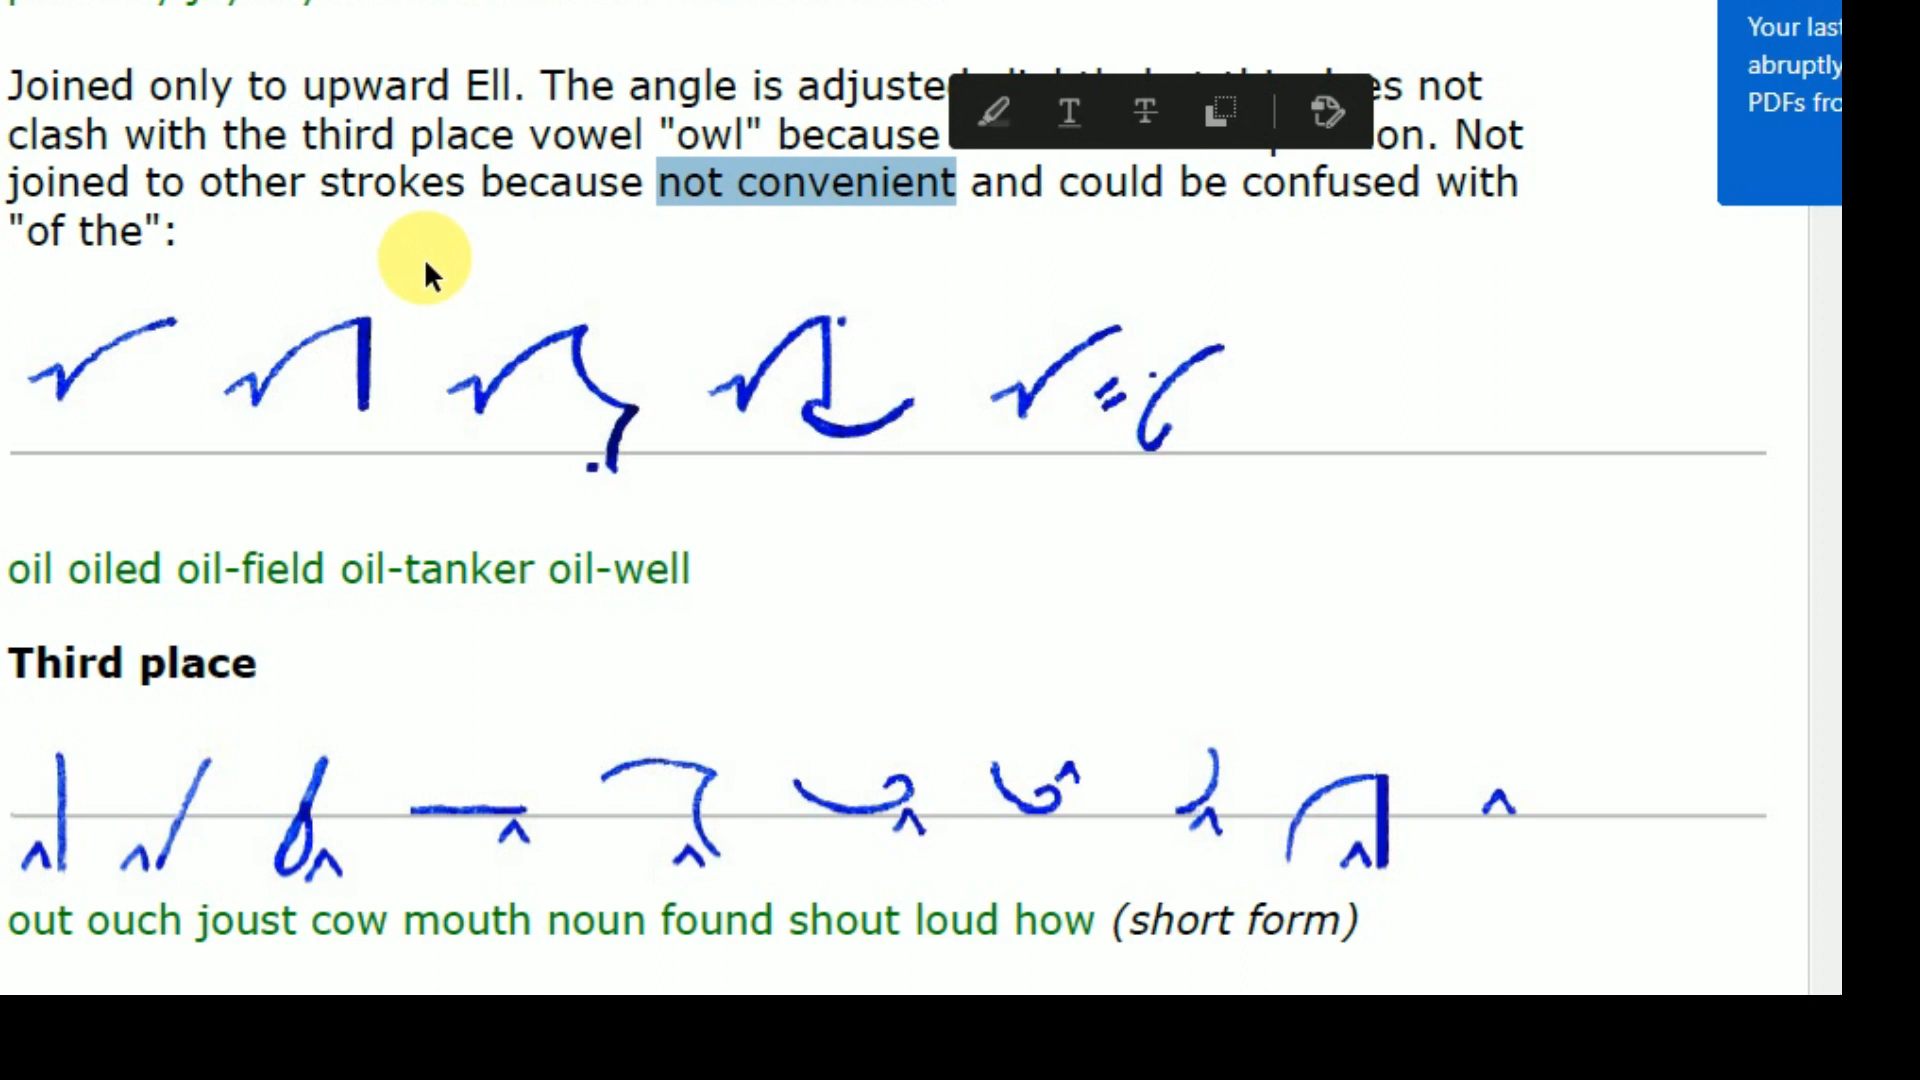 Joined only to upward Ell. The angle is adjuste es not
clash with the third place vowel "owl" because on. Not
joined to other strokes because not convenient and could be confused with
"of the":
oil oiled oil-field oil-tanker oil-well
Third place
out ouch joust cow mouth noun found shout loud how (short form)
Your las
abruptly
PDFs fro